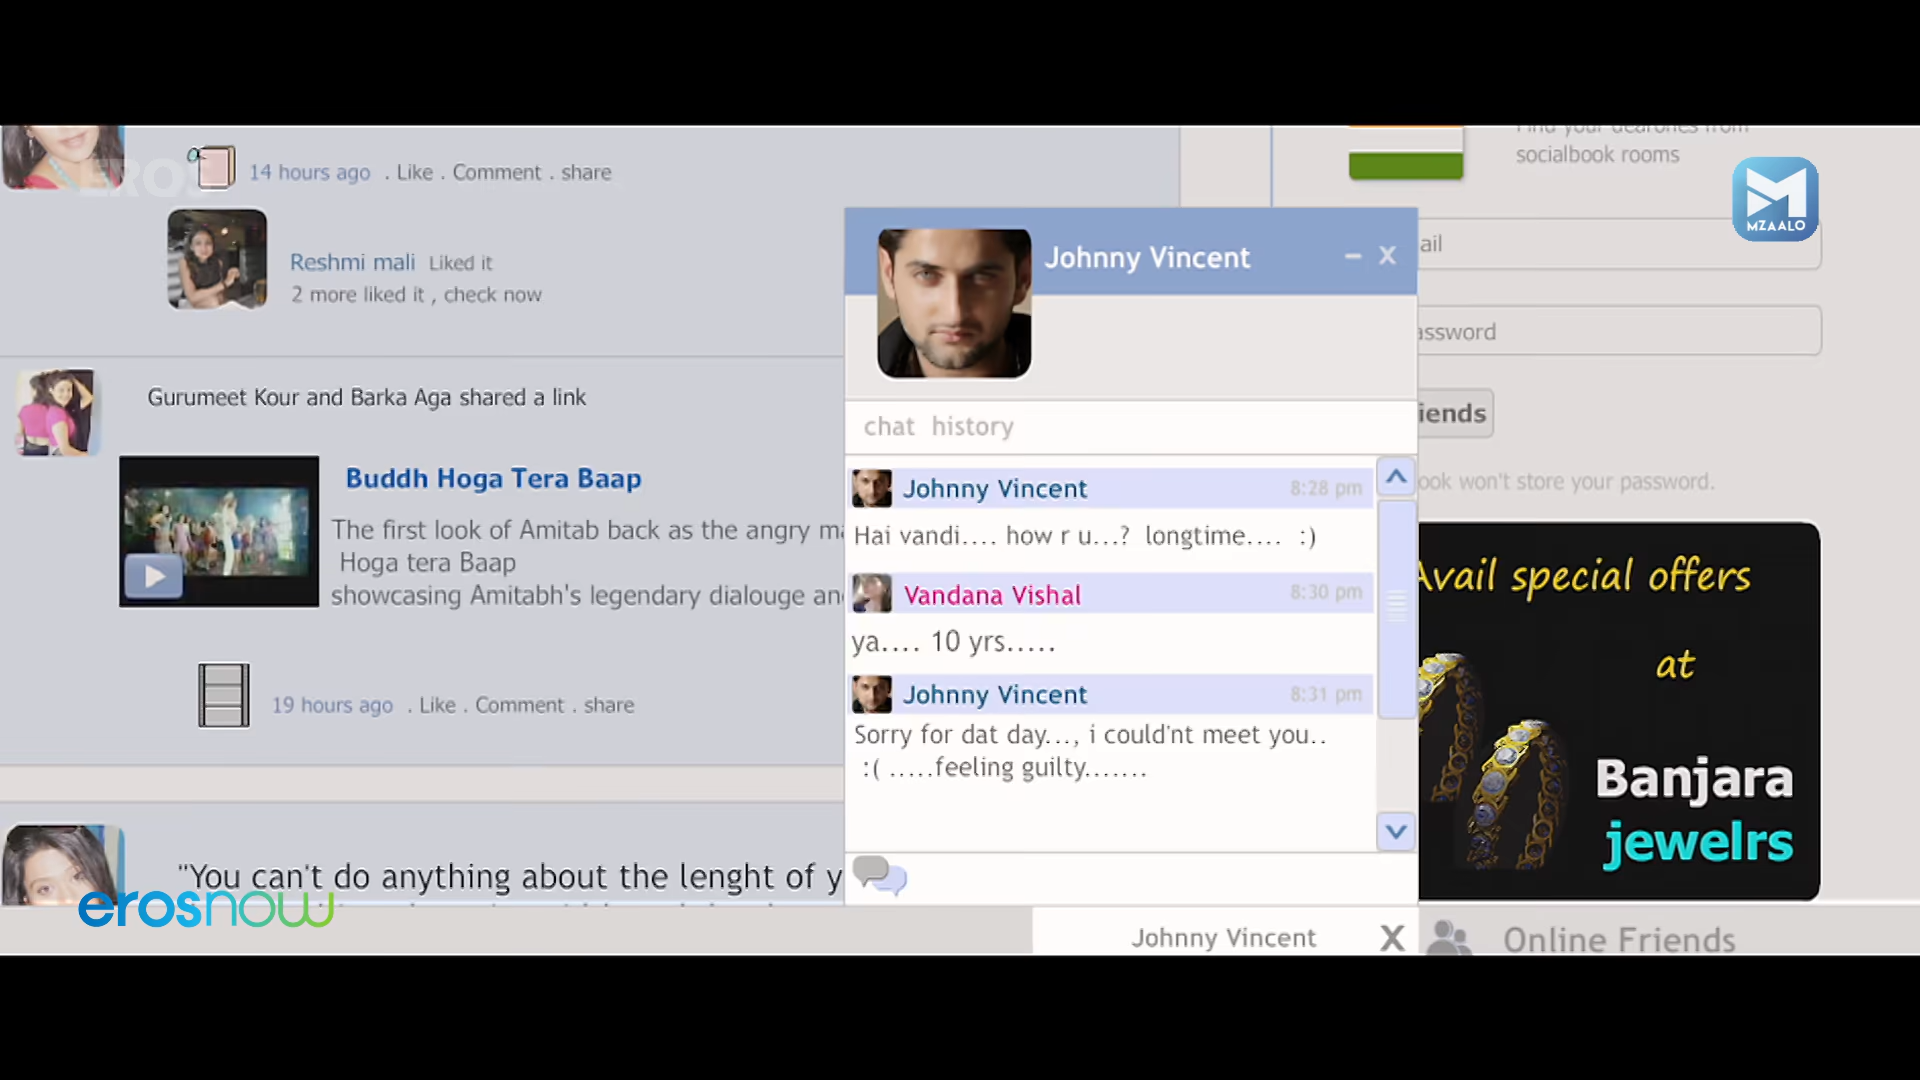 EROS
14 hours ago . Like . Comment . share
Reshmi mali Liked it
2 more liked it , check now
Gurumeet Kour and Barka Aga shared a link
Buddh Hoga Tera Baap
The first look of Amitab back as the angry
Hoga tera Baap
showcasing Amitabh's legendary dialouge
19 hours ago . Like . Comment . share
"You can't do anything about the lenght of
erosnow
Johnny Vincent – X
chat history
Johnny Vincent 8:28 pm
Hai vandi.... how r u...? longtime.... :)
Vandana Vishal 8:30 pm
ya.... 10 yrs.....
Johnny Vincent 8:31 pm
Sorry for dat day..., i could'nt meet you..
:( .....feeling guilty.......
Johnny Vincent X
Find your dearones from
socialbook rooms
MZAALO
ail
assword
iends
ook won't store your password.
Avail special offers
at
Banjara
jewelrs
Online Friends